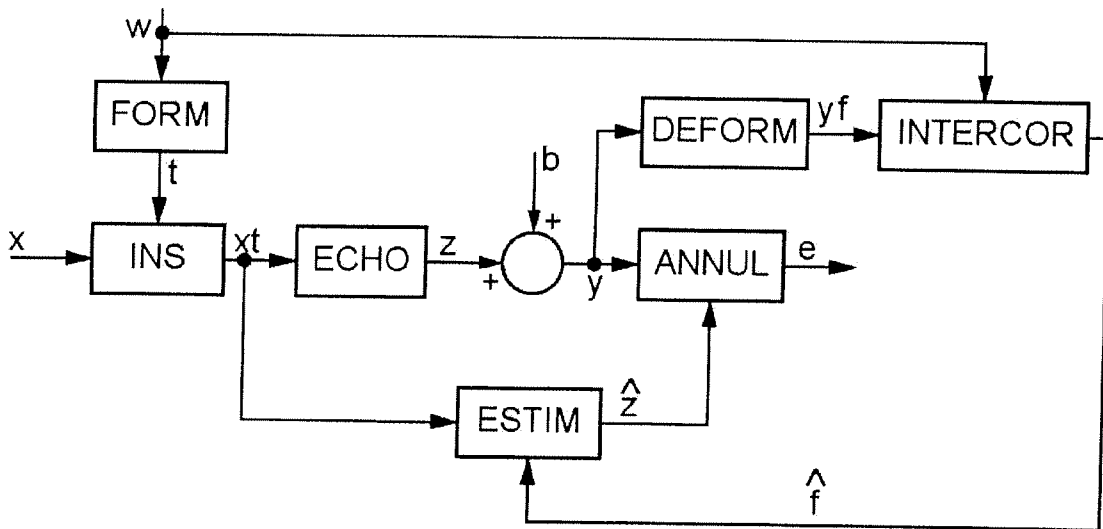 w
FORM
DEFORM
yf
INTERCOR
t
b
+
x
INS
xt
ECHO
z
+
y
ANNUL
e
ESTIM
ẑ
f̂